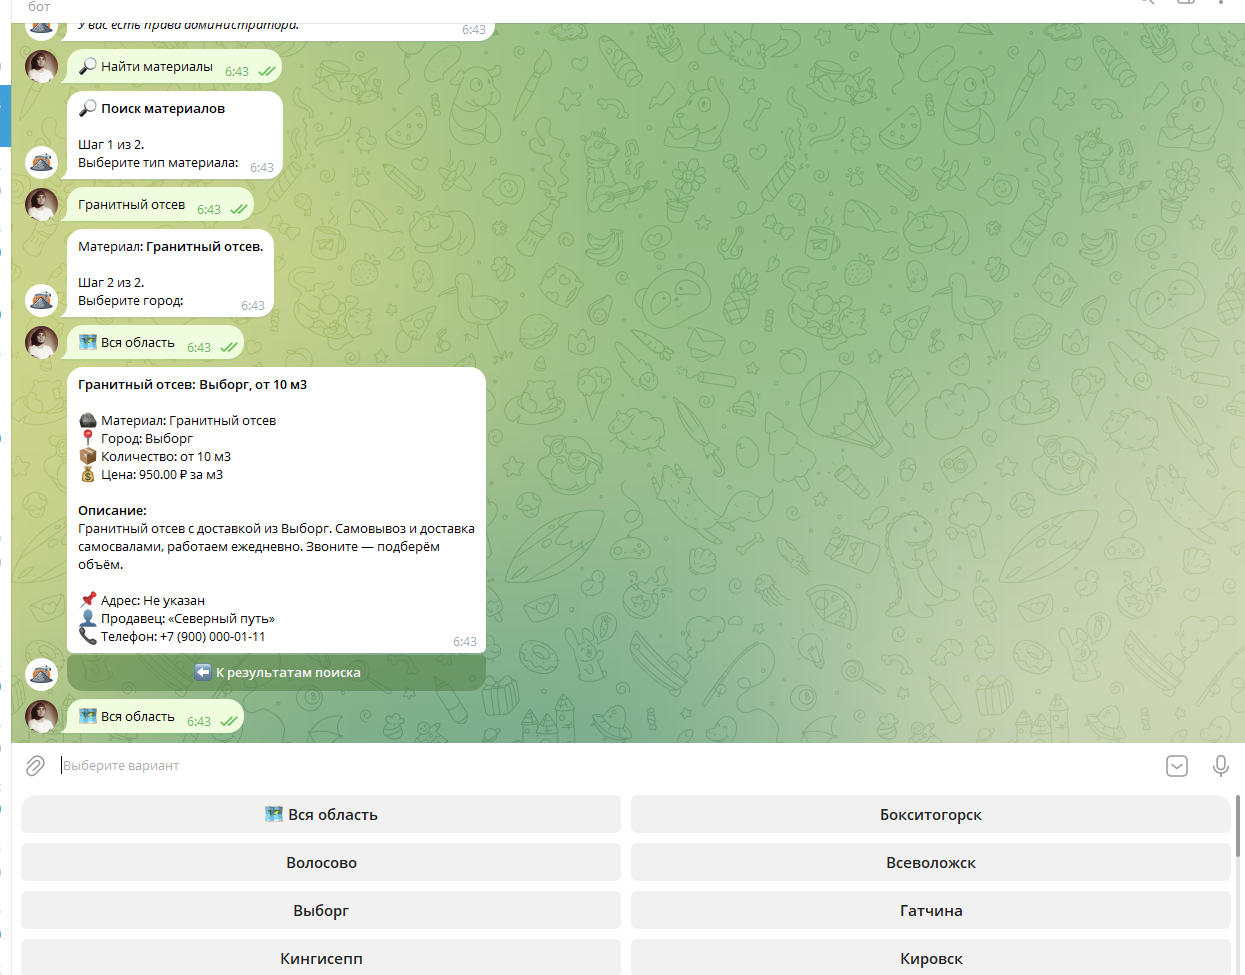 бот
У вас есть права администратора.
6:43
Найти материалы 6:43
Поиск материалов
Шаг 1 из 2.
Выберите тип материала: 6:43
Гранитный отсев 6:43
Материал: Гранитный отсев.
Шаг 2 из 2.
Выберите город: 6:43
Вся область 6:43
Гранитный отсев: Выборг, от 10 м3
Материал: Гранитный отсев
Город: Выборг
Количество: от 10 м3
Цена: 950.00 ₽ за м3
Описание:
Гранитный отсев с доставкой из Выборг. Самовывоз и доставка
самосвалами, работаем ежедневно. Звоните — подберём
объём.
Адрес: Не указан
Продавец: «Северный путь»
Телефон: +7 (900) 000-01-11 6:43
К результатам поиска
Вся область 6:43
Выберите вариант
Вся область
Бокситогорск
Волосово
Всеволожск
Выборг
Гатчина
Кингисепп
Кировск